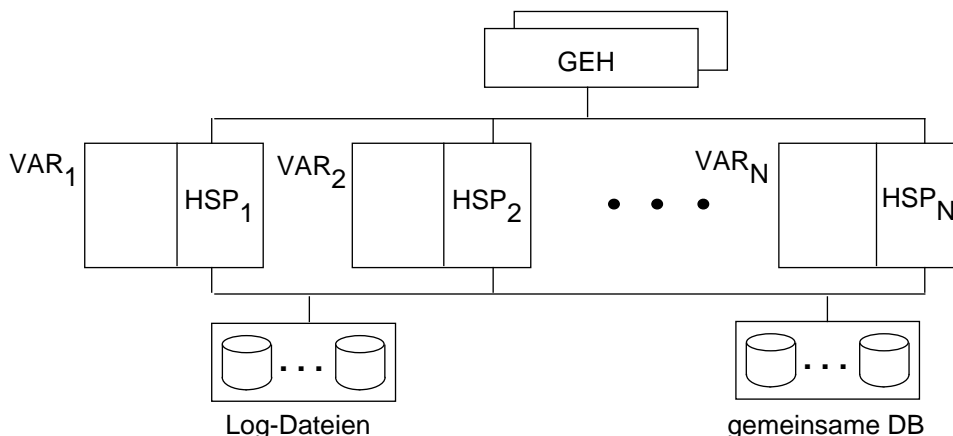 GEH
VAR1
HSP1
VAR2
HSP2
VARN
HSPN
Log-Dateien
gemeinsame DB